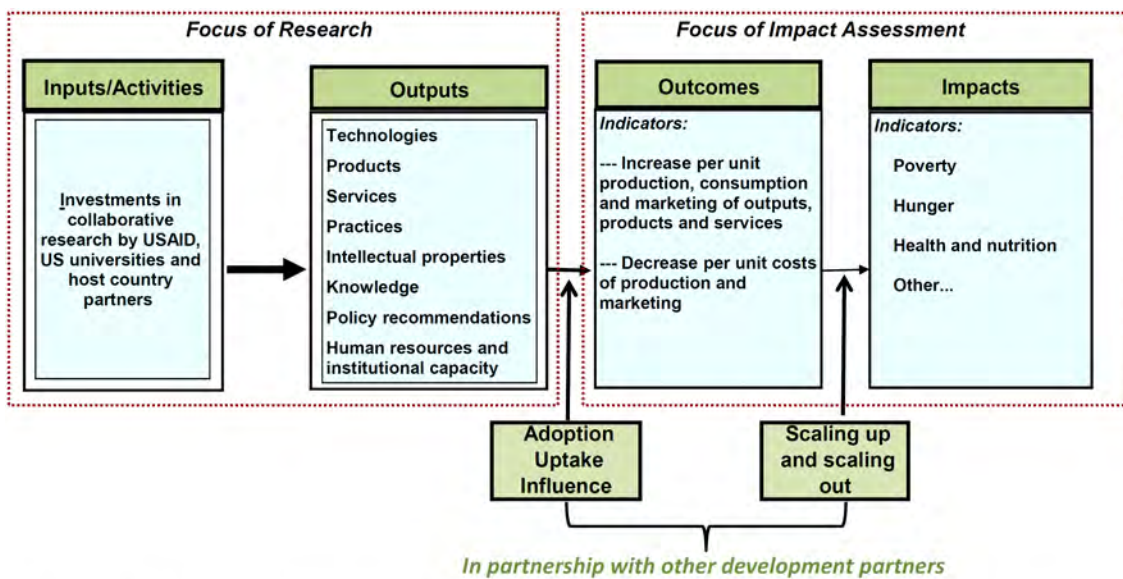 Focus of Research
Focus of Impact Assessment
Inputs/Activities
Investments in
collaborative
research by USAID,
US universities and
host country
partners
Outputs
Technologies
Products
Services
Practices
Intellectual properties
Knowledge
Policy recommendations
Human resources and
institutional capacity
Outcomes
Indicators:
--- Increase per unit
production, consumption
and marketing of outputs,
products and services
--- Decrease per unit costs
of production and
marketing
Impacts
Indicators:
Poverty
Hunger
Health and nutrition
Other...
Adoption
Uptake
Influence
Scaling up
and scaling
out
In partnership with other development partners